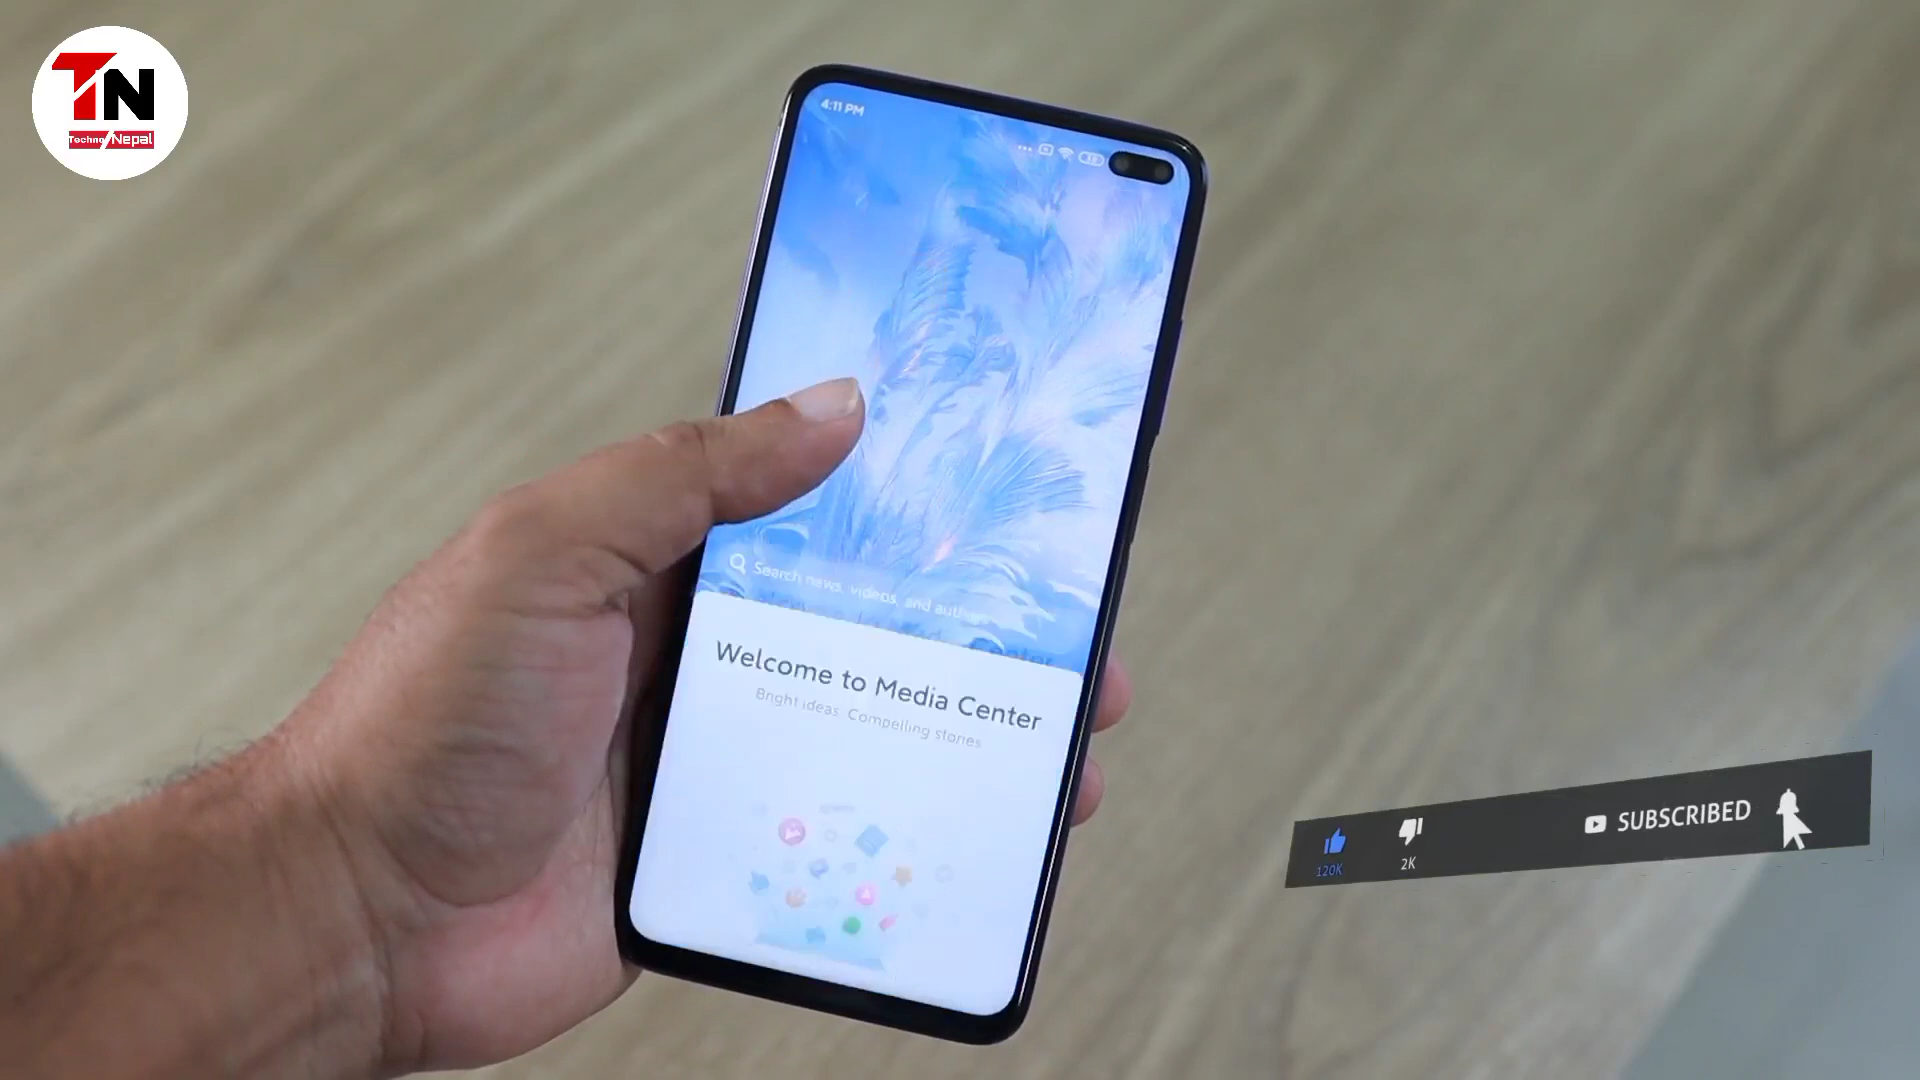 TN
Techno Nepal
4:11 PM
Search news, videos, and auth
Welcome to Media Center
Bright ideas. Compelling stories
120K
2K
SUBSCRIBED